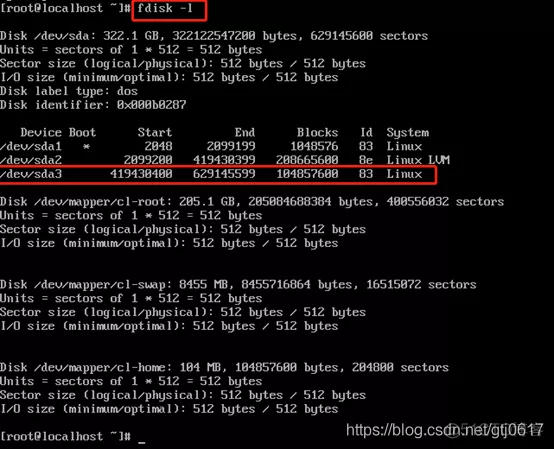 [root@localhost ~]# fdisk -l
Disk /dev/sda: 322.1 GB, 322122547200 bytes, 629145600 sectors
Units = sectors of 1 * 512 = 512 bytes
Sector size (logical/physical): 512 bytes / 512 bytes
I/O size (minimum/optimal): 512 bytes / 512 bytes
Disk label type: dos
Disk identifier: 0x000b0287
Device Boot Start End Blocks Id System
/dev/sda1 * 2048 2099199 1048576 83 Linux
/dev/sda2 2099200 419430399 208665600 8e Linux LVM
/dev/sda3 419430400 629145599 104857600 83 Linux
Disk /dev/mapper/cl-root: 205.1 GB, 205084688384 bytes, 400556032 sectors
Units = sectors of 1 * 512 = 512 bytes
Sector size (logical/physical): 512 bytes / 512 bytes
I/O size (minimum/optimal): 512 bytes / 512 bytes
Disk /dev/mapper/cl-swap: 8455 MB, 8455716864 bytes, 16515072 sectors
Units = sectors of 1 * 512 = 512 bytes
Sector size (logical/physical): 512 bytes / 512 bytes
I/O size (minimum/optimal): 512 bytes / 512 bytes
Disk /dev/mapper/cl-home: 104 MB, 104857600 bytes, 204800 sectors
Units = sectors of 1 * 512 = 512 bytes
Sector size (logical/physical): 512 bytes / 512 bytes
I/O size (minimum/optimal): 512 bytes / 512 bytes
[root@localhost ~]# _
https://blog.csdn.net/gtj0617